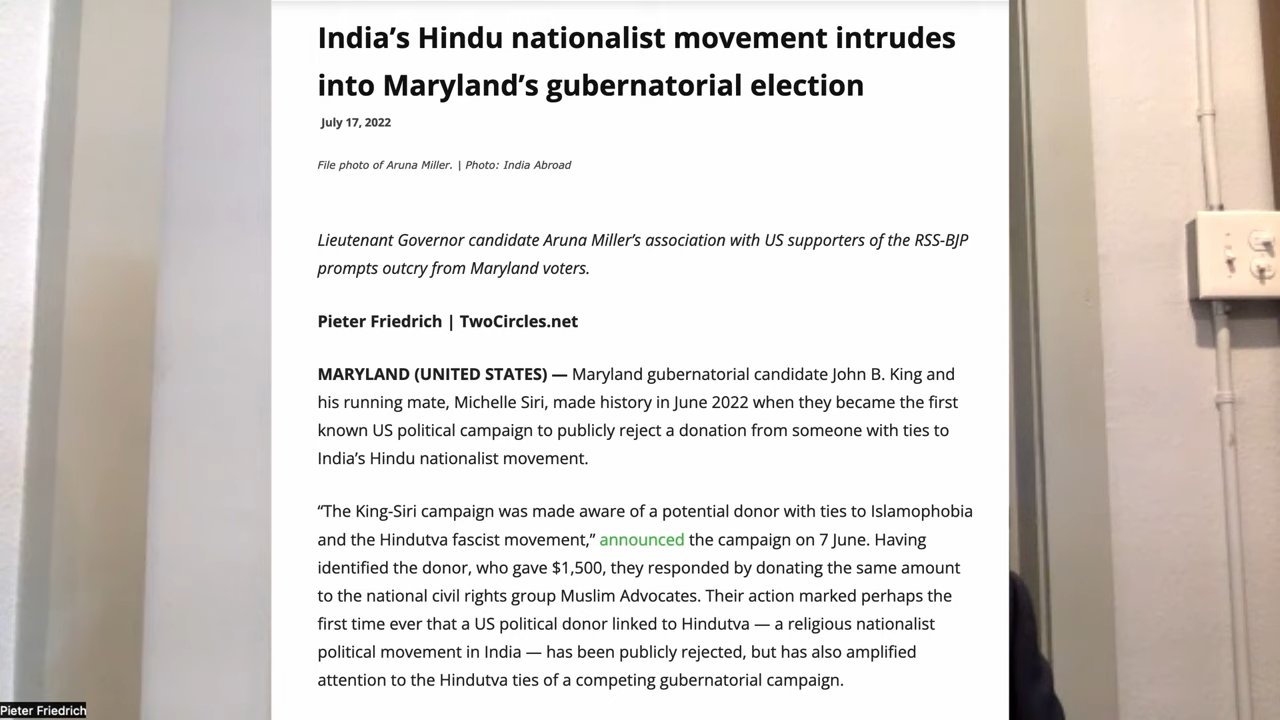 India’s Hindu nationalist movement intrudes
into Maryland’s gubernatorial election
July 17, 2022
File photo of Aruna Miller. | Photo: India Abroad
Lieutenant Governor candidate Aruna Miller’s association with US supporters of the RSS-BJP
prompts outcry from Maryland voters.
Pieter Friedrich | TwoCircles.net
MARYLAND (UNITED STATES) — Maryland gubernatorial candidate John B. King and
his running mate, Michelle Siri, made history in June 2022 when they became the first
known US political campaign to publicly reject a donation from someone with ties to
India’s Hindu nationalist movement.
“The King-Siri campaign was made aware of a potential donor with ties to Islamophobia
and the Hindutva fascist movement,” announced the campaign on 7 June. Having
identified the donor, who gave $1,500, they responded by donating the same amount
to the national civil rights group Muslim Advocates. Their action marked perhaps the
first time ever that a US political donor linked to Hindutva — a religious nationalist
political movement in India — has been publicly rejected, but has also amplified
attention to the Hindutva ties of a competing gubernatorial campaign.
Pieter Friedrich